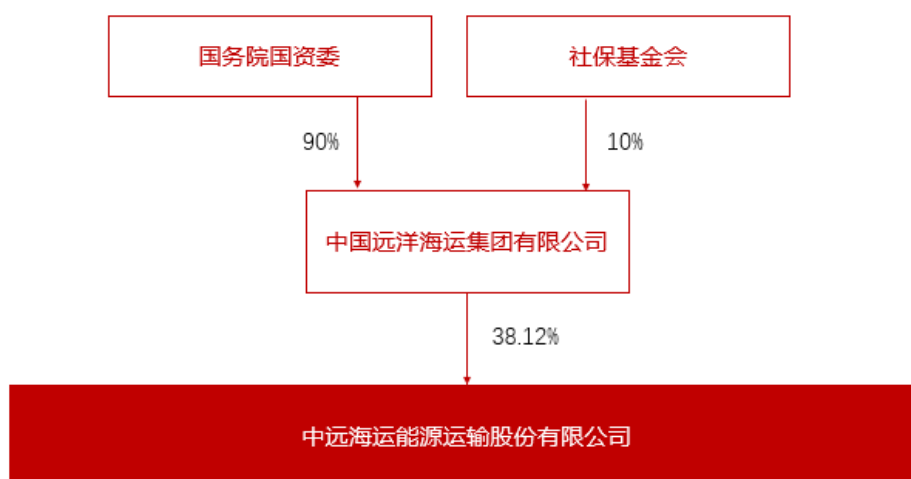 国务院国资委
社保基金会
90%
10%
中国远洋海运集团有限公司
38.12%
中远海运能源运输股份有限公司